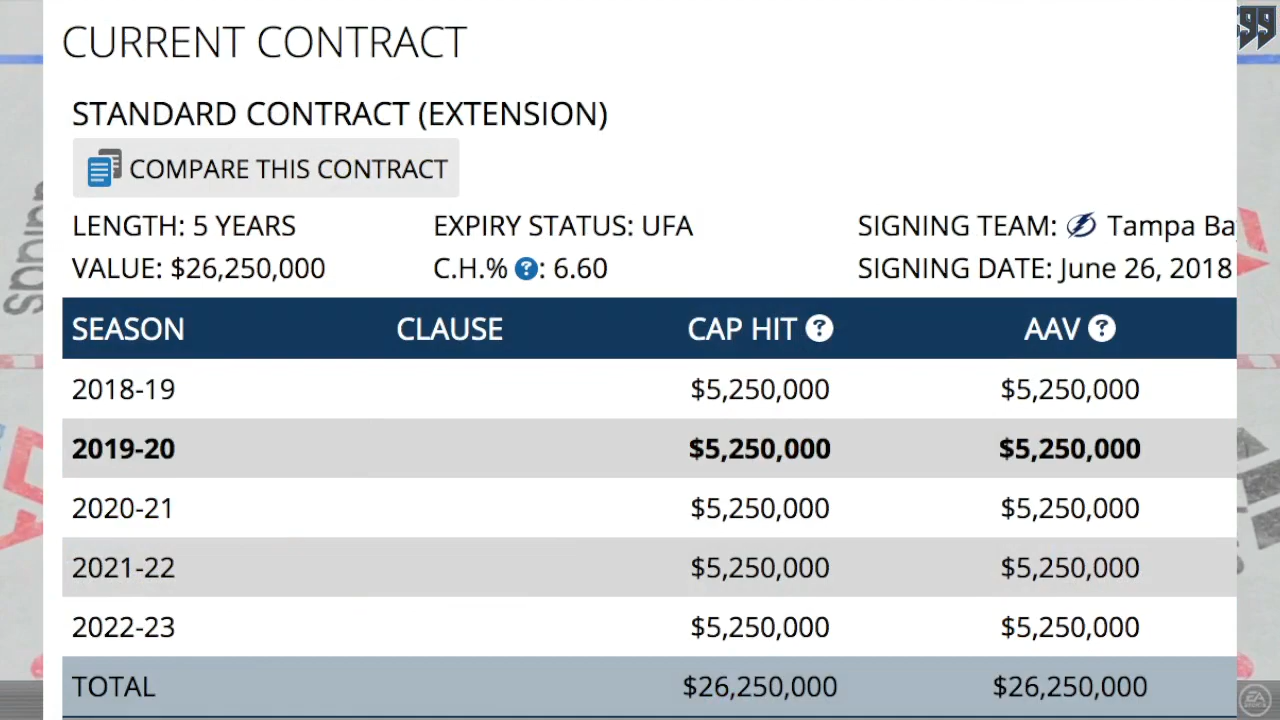 CURRENT CONTRACT
STANDARD CONTRACT (EXTENSION)
COMPARE THIS CONTRACT
LENGTH: 5 YEARS EXPIRY STATUS: UFA SIGNING TEAM: Tampa Ba
VALUE: $26,250,000 C.H.% ?: 6.60 SIGNING DATE: June 26, 2018
SEASON CLAUSE CAP HIT ? AAV ?
2018-19 $5,250,000 $5,250,000
2019-20 $5,250,000 $5,250,000
2020-21 $5,250,000 $5,250,000
2021-22 $5,250,000 $5,250,000
2022-23 $5,250,000 $5,250,000
TOTAL $26,250,000 $26,250,000
99
EA
SPORTS